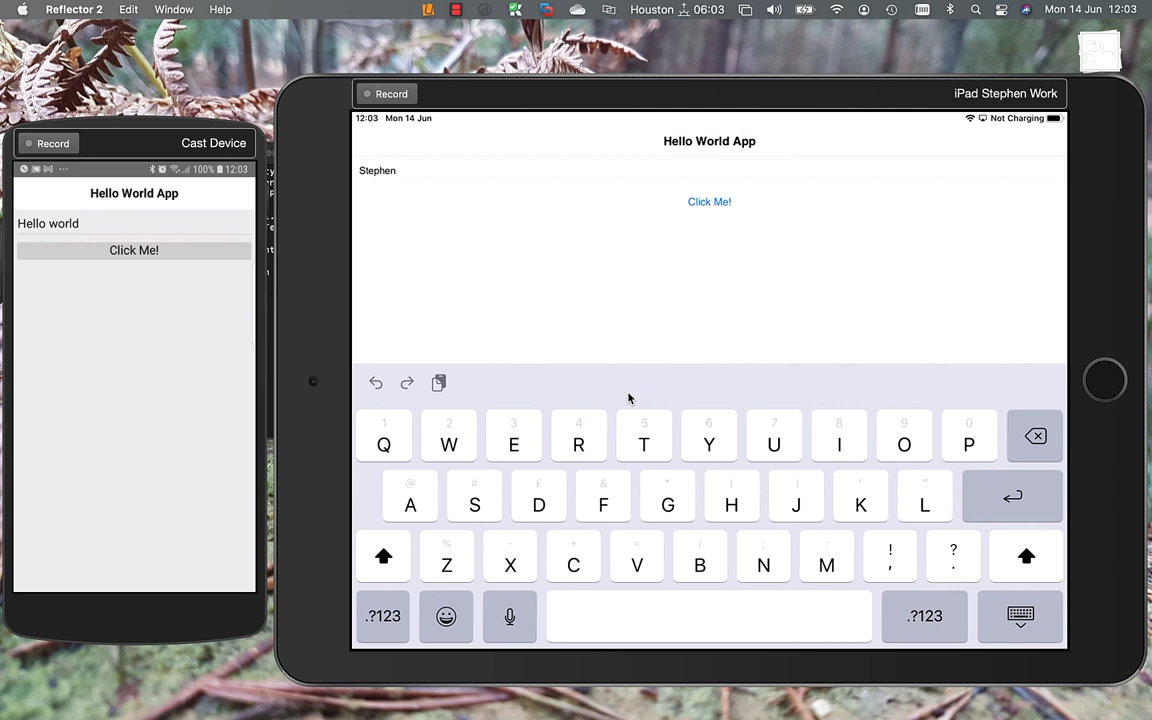 Reflector 2 Edit Window Help Houston 06:03 Mon 14 Jun 12:03
Record Cast Device
100% 12:03
Hello World App
Hello world
Click Me!
Record iPad Stephen Work
12:03 Mon 14 Jun Not Charging
Hello World App
Stephen
Click Me!
1 2 3 4 5 6 7 8 9 0
Q W E R T Y U I O P
@ # £ & * ( ) ' "
A S D F G H J K L
% - + = / ; : ! ?
Z X C V B N M , .
.?123 .?123